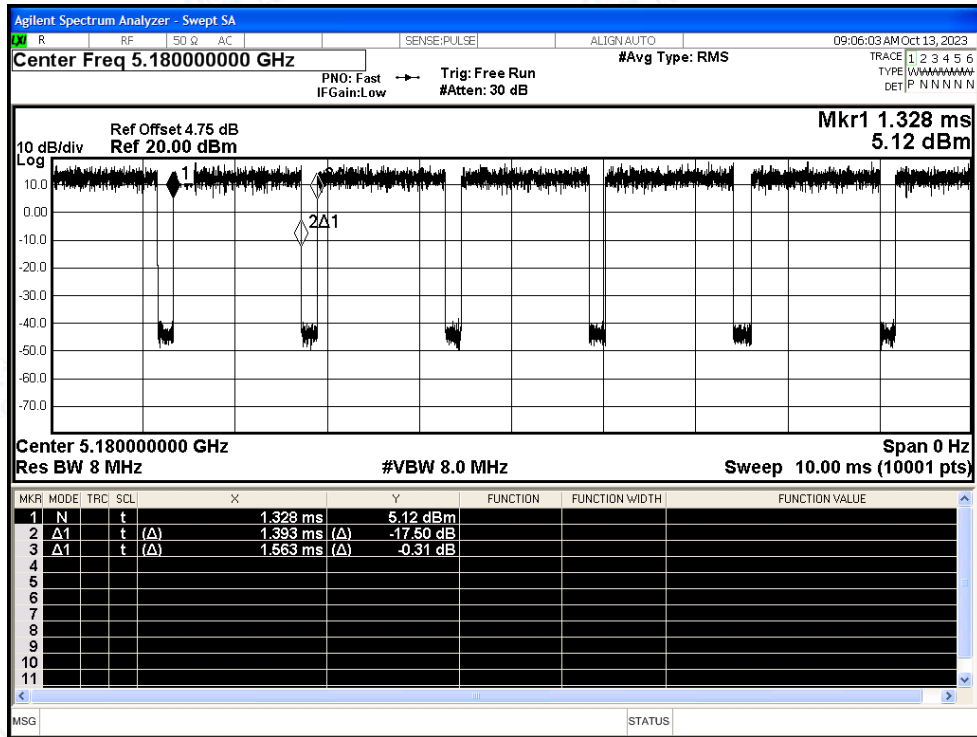 Agilent Spectrum Analyzer - Swept SA
LXI R RF 50 Ω AC SENSE:PULSE ALIGN AUTO 09:06:03 AM Oct 13, 2023
Center Freq 5.180000000 GHz #Avg Type: RMS TRACE 1 2 3 4 5 6
PNO: Fast Trig: Free Run TYPE
IFGain:Low #Atten: 30 dB DET P N N N N N
Mkr1 1.328 ms
5.12 dBm
Ref Offset 4.75 dB
10 dB/div Ref 20.00 dBm
Log
1
10.0
0.00
2Δ1
-10.0
-20.0
-30.0
-40.0
-50.0
-60.0
-70.0
Center 5.180000000 GHz Span 0 Hz
Res BW 8 MHz #VBW 8.0 MHz Sweep 10.00 ms (10001 pts)
MKR MODE TRC SCL X Y FUNCTION FUNCTION WIDTH FUNCTION VALUE
1 N t 1.328 ms 5.12 dBm
2 Δ1 t (Δ) 1.393 ms (Δ) -17.50 dB
3 Δ1 t (Δ) 1.563 ms (Δ) -0.31 dB
4
5
6
7
8
9
10
11
MSG STATUS